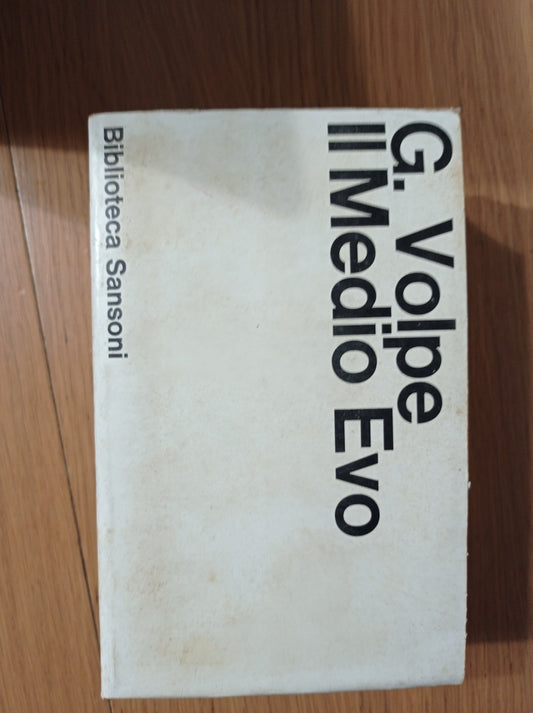 G. Volpe
Il Medio Evo
Biblioteca Sansoni